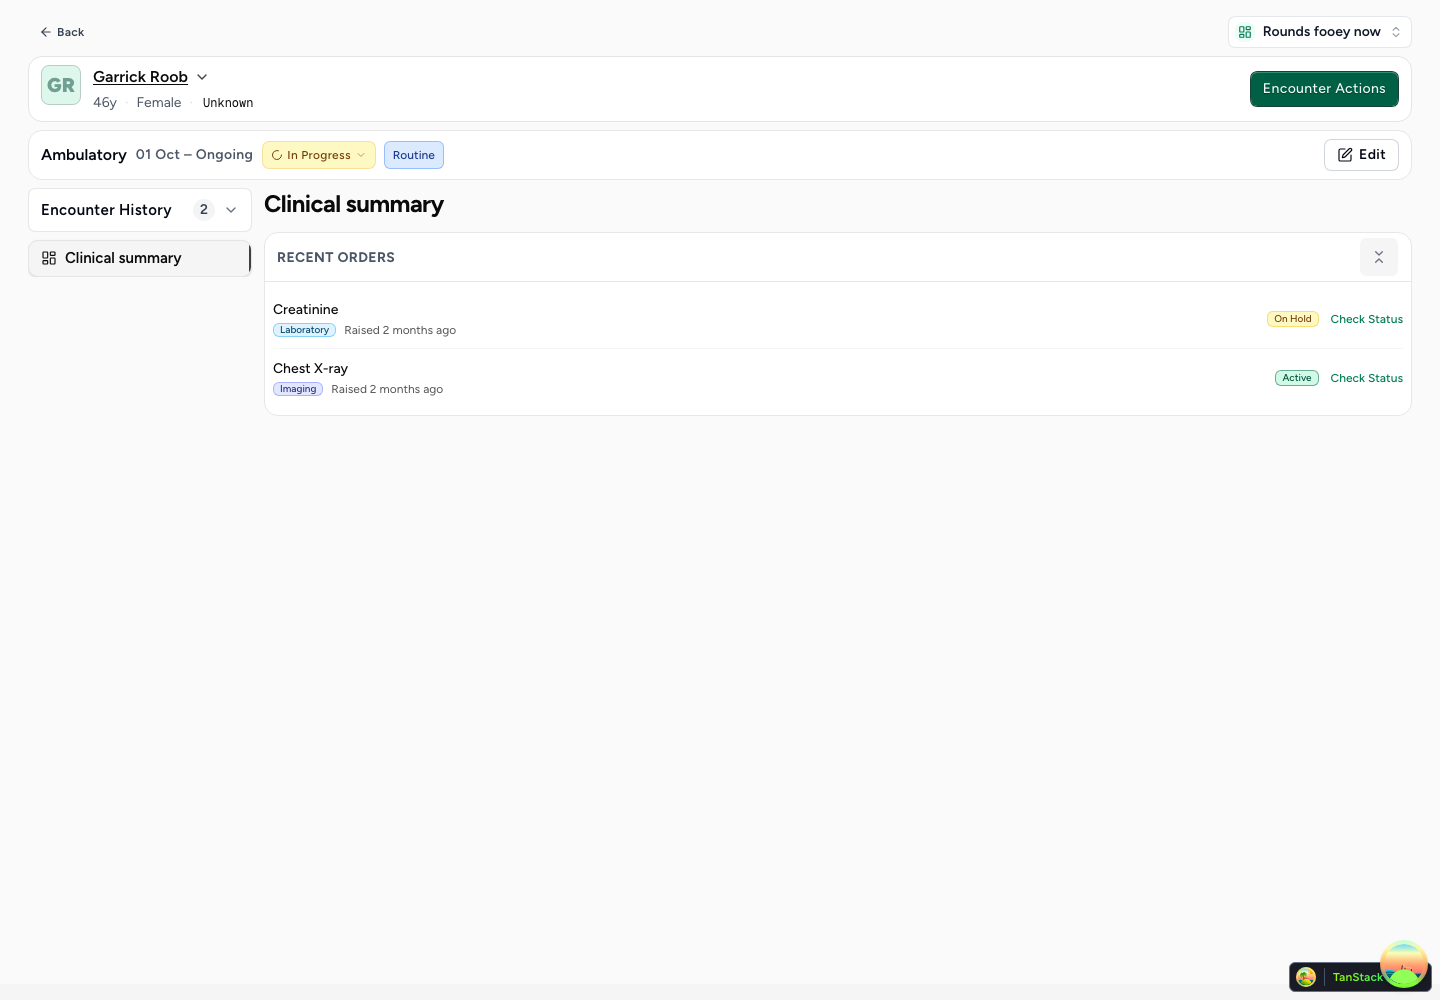 Back
Rounds fooey now
GR
Garrick Roob
46y · Female · Unknown
Encounter Actions
Ambulatory 01 Oct – Ongoing In Progress Routine
Edit
Encounter History 2
Clinical summary
Clinical summary
RECENT ORDERS
Creatinine
Laboratory Raised 2 months ago
On Hold Check Status
Chest X-ray
Imaging Raised 2 months ago
Active Check Status
TanStack